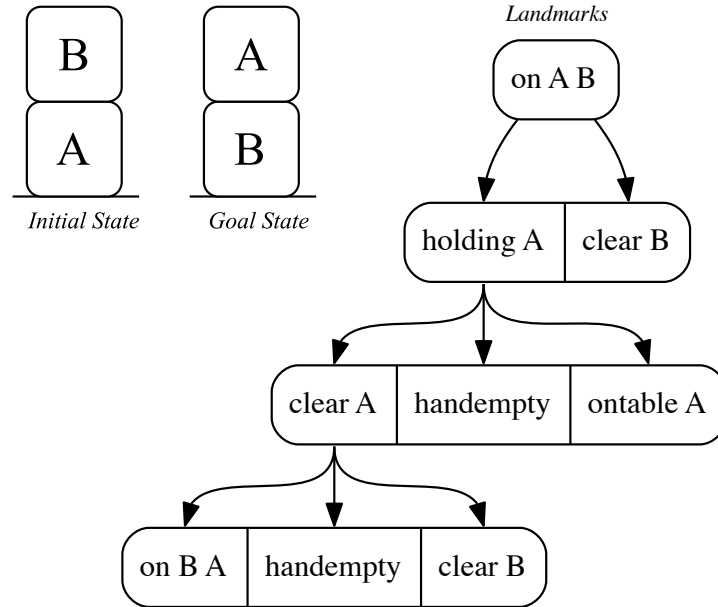 B
A
Initial State
A
B
Goal State
Landmarks
on A B
holding A
clear B
clear A
handempty
ontable A
on B A
handempty
clear B